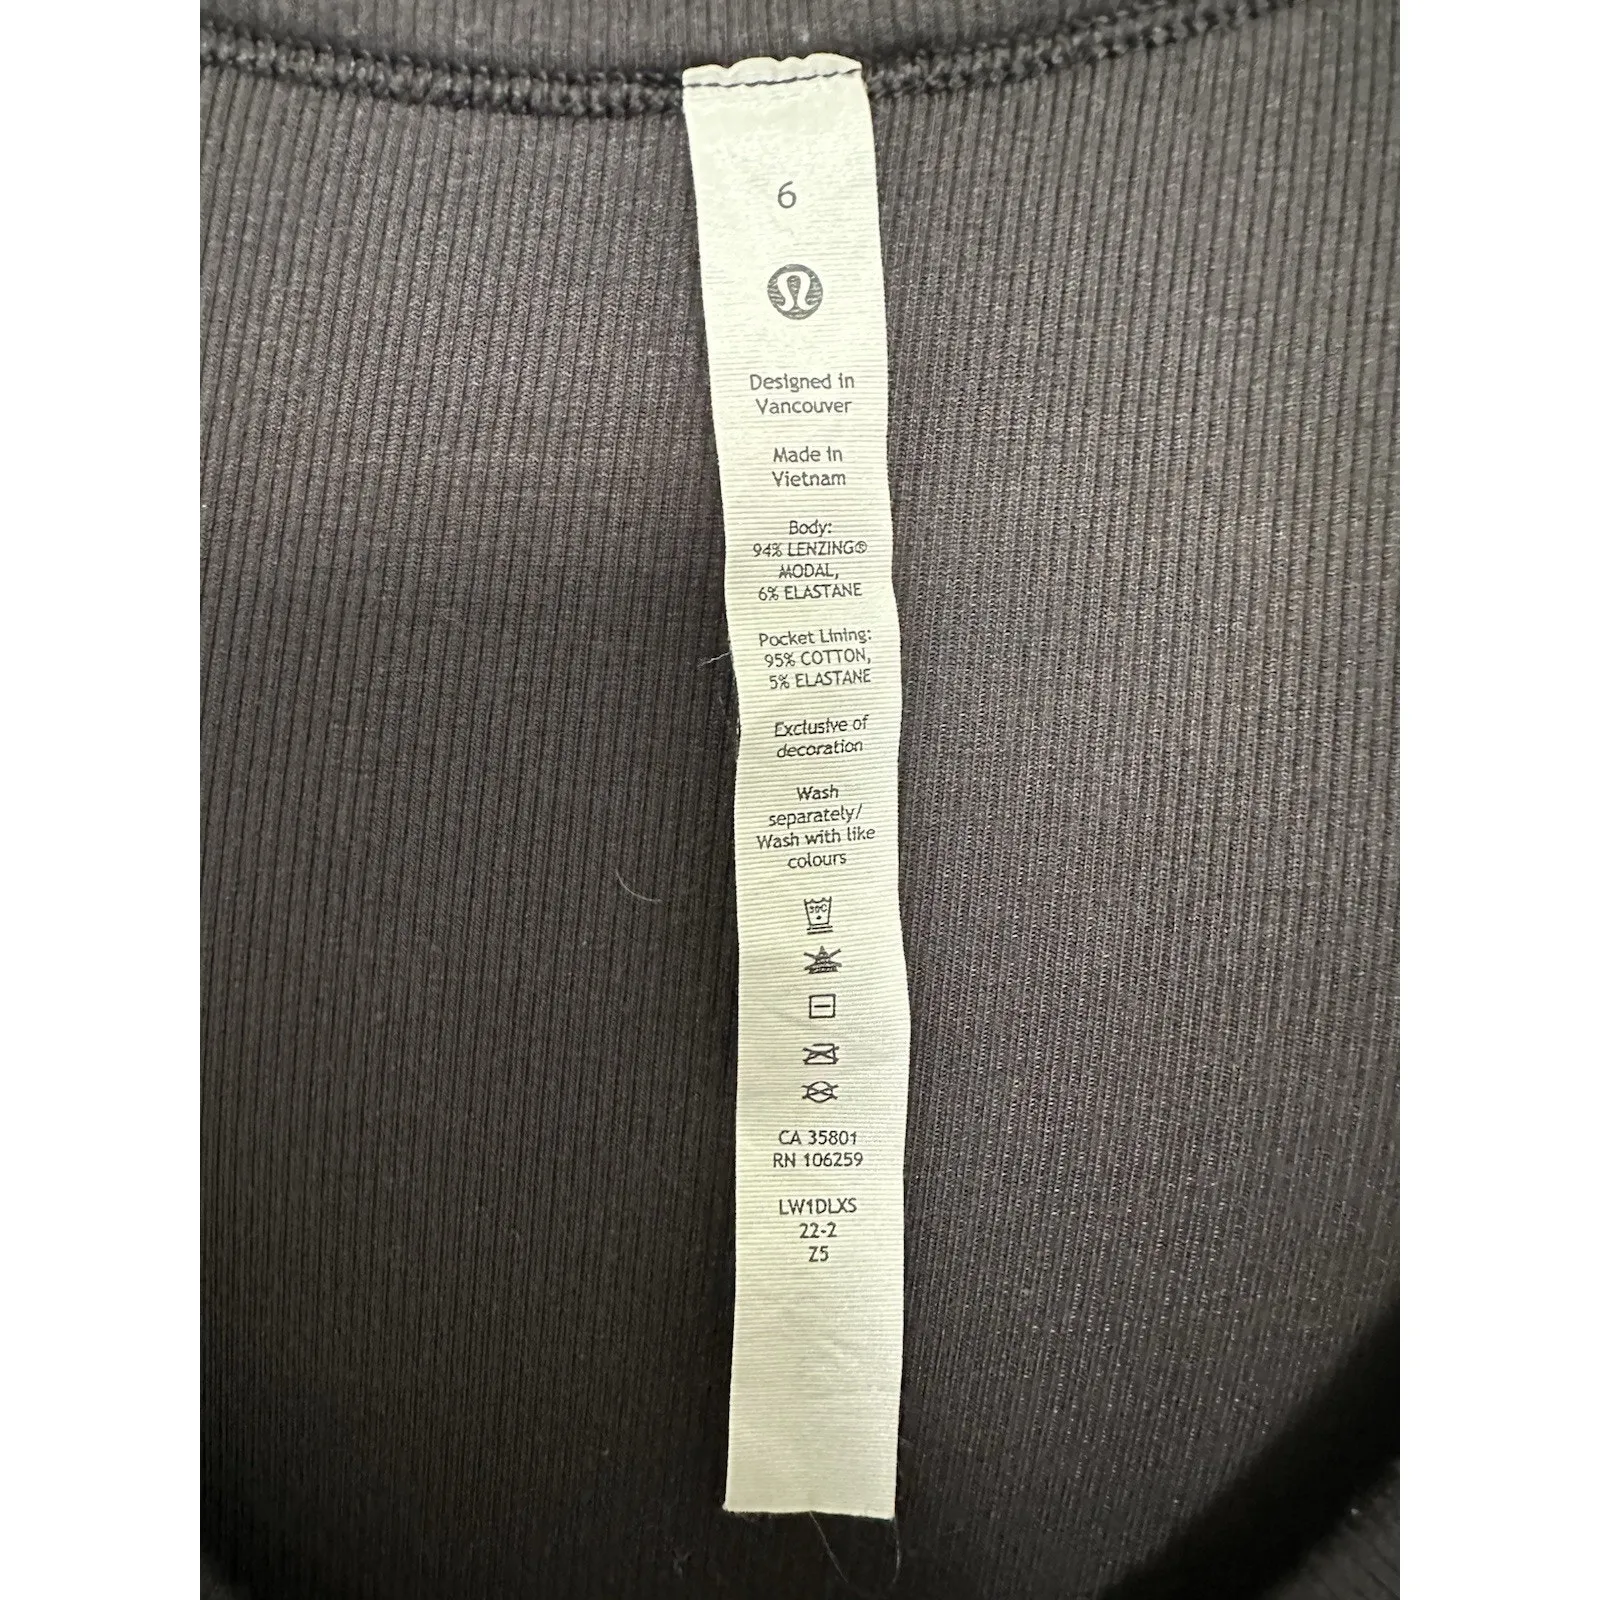 6
Designed in
Vancouver
Made in
Vietnam
Body:
94% LENZING®
MODAL,
6% ELASTANE
Pocket Lining:
95% COTTON,
5% ELASTANE
Exclusive of
decoration
Wash
separately/
Wash with like
colours
30C
CA 35801
RN 106259
LW1DLXS
22-2
Z5